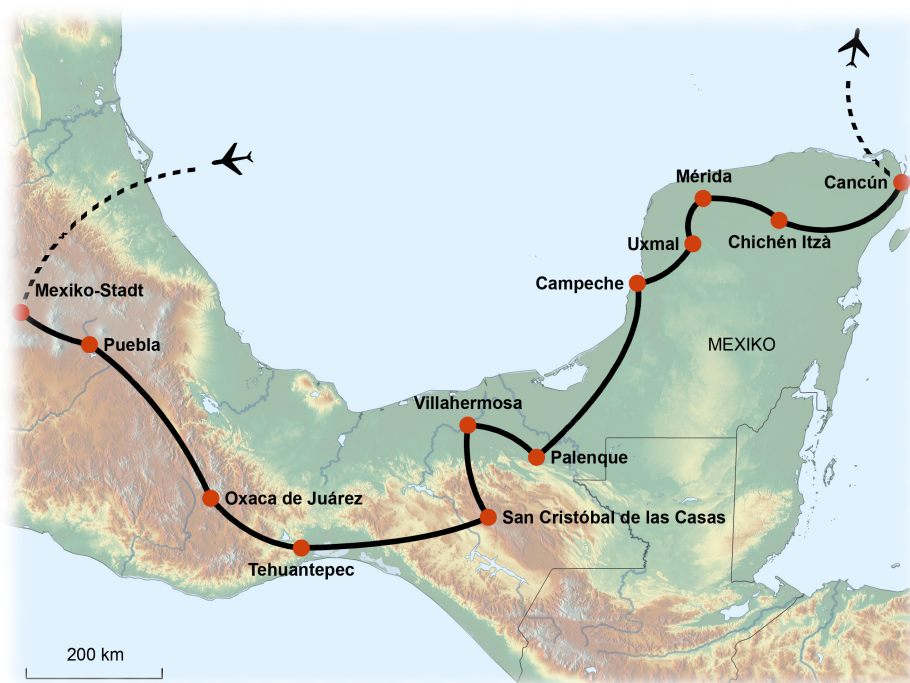 Mérida
Cancún
Uxmal
Chichén Itzà
Campeche
Mexiko-Stadt
Puebla
MEXIKO
Villahermosa
Palenque
Oxaca de Juárez
San Cristóbal de las Casas
Tehuantepec
200 km